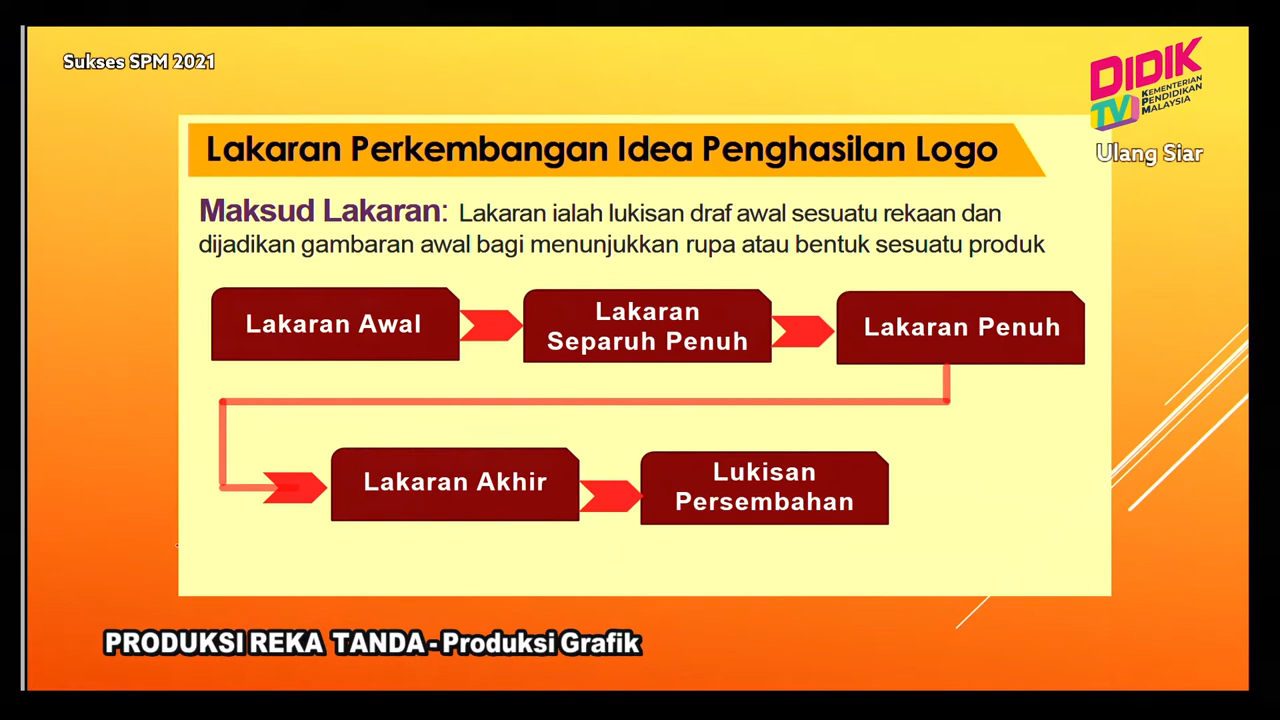 Sukses SPM 2021
DIDIK
TV
KEMENTERIAN
PENDIDIKAN
MALAYSIA
Ulang Siar
Lakaran Perkembangan Idea Penghasilan Logo
Maksud Lakaran: Lakaran ialah lukisan draf awal sesuatu rekaan dan
dijadikan gambaran awal bagi menunjukkan rupa atau bentuk sesuatu produk
Lakaran Awal
Lakaran
Separuh Penuh
Lakaran Penuh
Lakaran Akhir
Lukisan
Persembahan
PRODUKSI REKA TANDA - Produksi Grafik